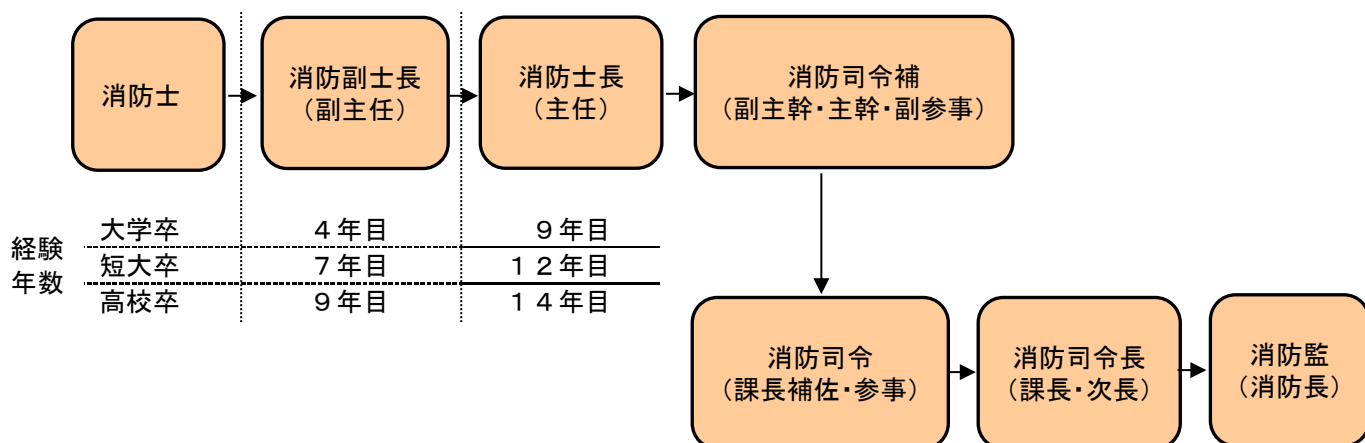 消防士
消防副士長
（副主任）
消防士長
（主任）
消防司令補
（副主幹・主幹・副参事）
経験
年数
大学卒 ４年目 ９年目
短大卒 ７年目 １２年目
高校卒 ９年目 １４年目
消防司令
（課長補佐・参事）
消防司令長
（課長・次長）
消防監
（消防長）